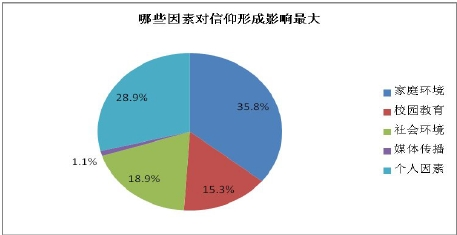 哪些因素对信仰形成影响最大
35.8%
15.3%
18.9%
1.1%
28.9%
家庭环境
校园教育
社会环境
媒体传播
个人因素